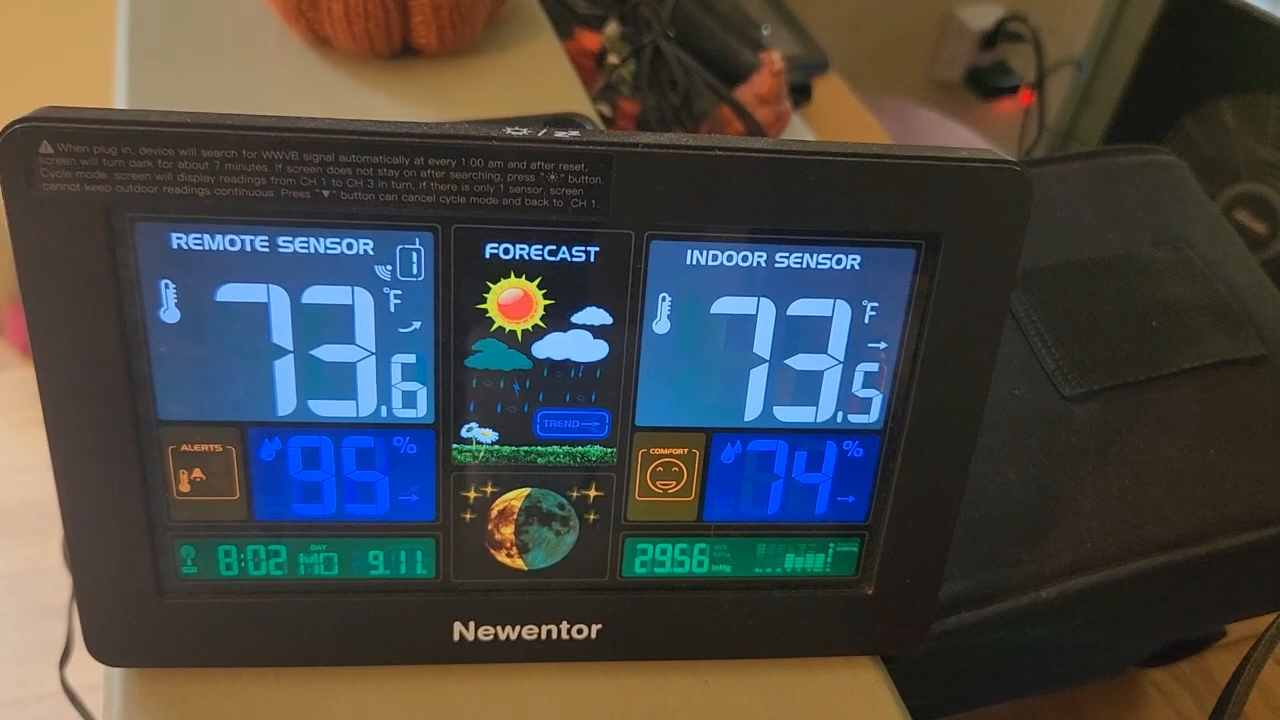 ⚠ When plug in, device will search for WWVB signal automatically at every 1:00 am and after reset,
screen will turn dark for about 7 minutes. If screen does not stay on after searching, press "☀" button.
Cycle mode: screen will display readings from CH 1 to CH 3 in turn, if there is only 1 sensor, screen
cannot keep outdoor readings continuous. Press "▼" button can cancel cycle mode and back to CH 1.
REMOTE SENSOR
1
73.6 °F
ALERTS
95 %
8:02 DAY MO 9.11.
FORECAST
TREND
INDOOR SENSOR
73.5 °F
COMFORT
74 %
29.56 inHg
Newentor